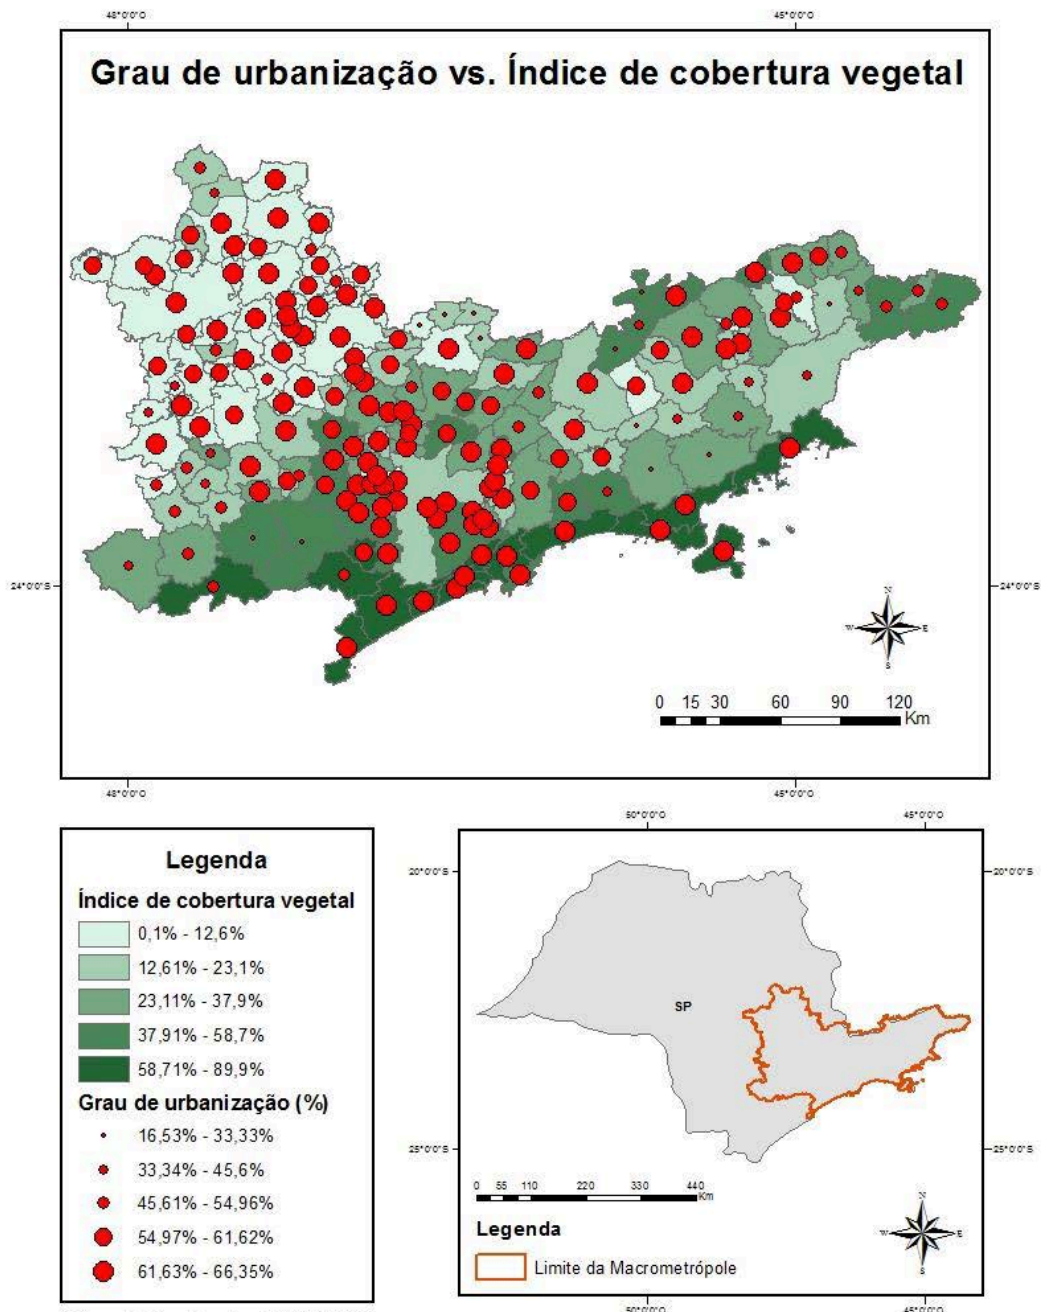 48°0'0"O 45°0'0"O
Grau de urbanização vs. Índice de cobertura vegetal
24°0'0"S 24°0'0"S
N
W E
S
0 15 30 60 90 120
Km
48°0'0"O 45°0'0"O
50°0'0"O 45°0'0"O
Legenda
Índice de cobertura vegetal
0,1% - 12,6%
12,61% - 23,1%
23,11% - 37,9%
37,91% - 58,7%
58,71% - 89,9%
Grau de urbanização (%)
16,53% - 33,33%
33,34% - 45,6%
45,61% - 54,96%
54,97% - 61,62%
61,63% - 66,35%
20°0'0"S 20°0'0"S
SP
25°0'0"S 25°0'0"S
0 55 110 220 330 440
Km
N
W E
S
Legenda
Limite da Macrometrópole
50°0'0"O 45°0'0"O